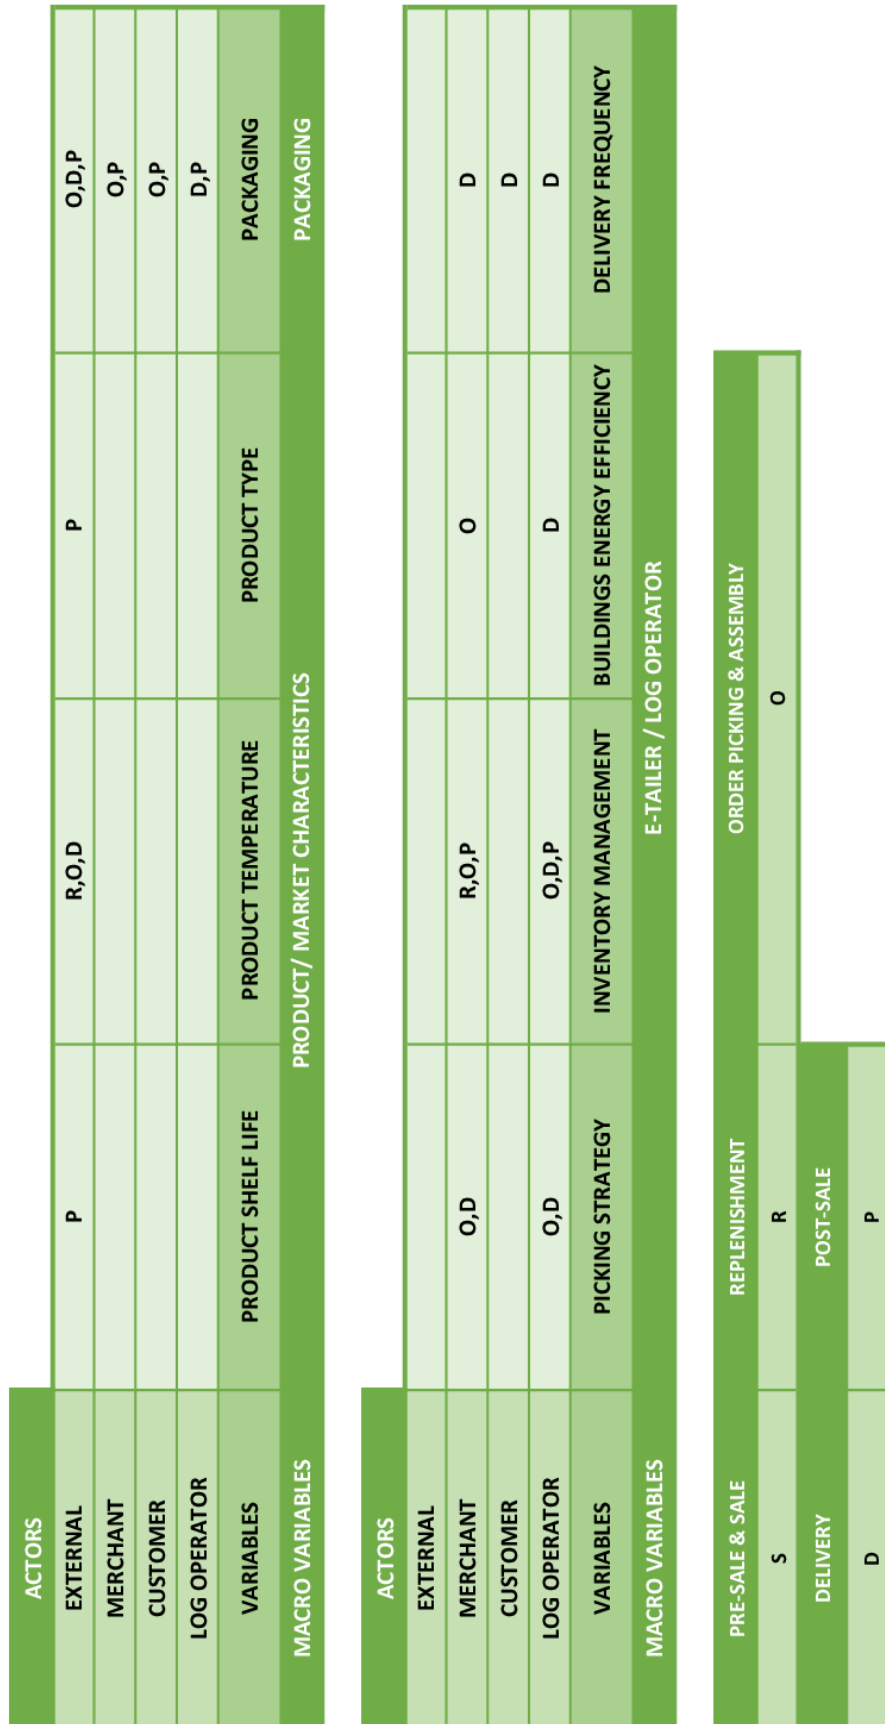 ACTORS
EXTERNAL P R,O,D P O,D,P
MERCHANT O,P
CUSTOMER O,P
LOG OPERATOR D,P
VARIABLES PRODUCT SHELF LIFE PRODUCT TEMPERATURE PRODUCT TYPE PACKAGING
MACRO VARIABLES PRODUCT/ MARKET CHARACTERISTICS PACKAGING
ACTORS
EXTERNAL
MERCHANT O,D R,O,P O D
CUSTOMER D
LOG OPERATOR O,D O,D,P D D
VARIABLES PICKING STRATEGY INVENTORY MANAGEMENT BUILDINGS ENERGY EFFICIENCY DELIVERY FREQUENCY
MACRO VARIABLES E-TAILER / LOG OPERATOR
PRE-SALE & SALE REPLENISHMENT ORDER PICKING & ASSEMBLY
S R O
DELIVERY POST-SALE
D P